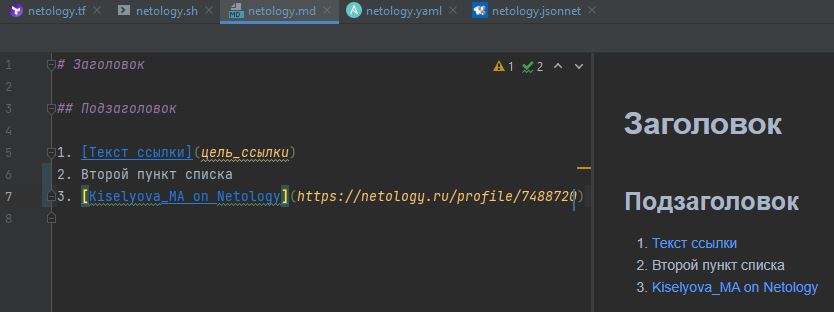 netology.tf netology.sh netology.md netology.yaml netology.jsonnet
1 # Заголовок
1 2
2
3 ## Подзаголовок
4
5 1. [Текст ссылки](цель_ссылки)
6 2. Второй пункт списка
7 3. [Kiselyova_MA on Netology](https://netology.ru/profile/7488720)
8
Заголовок
Подзаголовок
1. Текст ссылки
2. Второй пункт списка
3. Kiselyova_MA on Netology